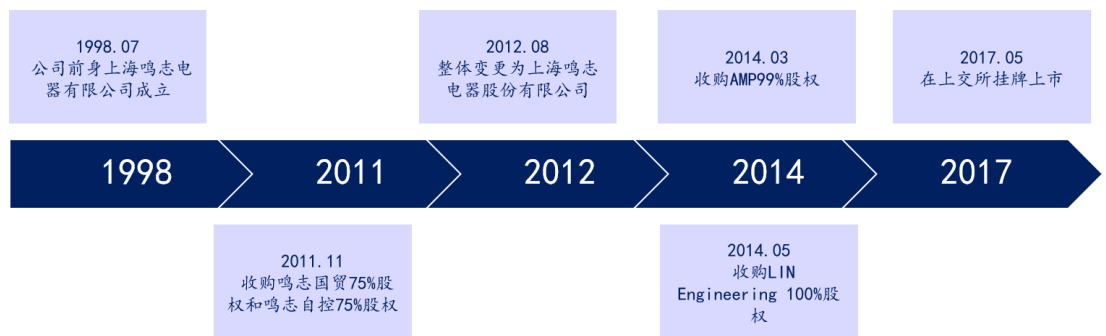 1998.07
公司前身上海鸣志电
器有限公司成立
2012.08
整体变更为上海鸣志
电器股份有限公司
2014.03
收购AMP99%股权
2017.05
在上交所挂牌上市
1998
2011
2012
2014
2017
2011.11
收购鸣志国贸75%股
权和鸣志自控75%股权
2014.05
收购LIN
Engineering 100%股
权